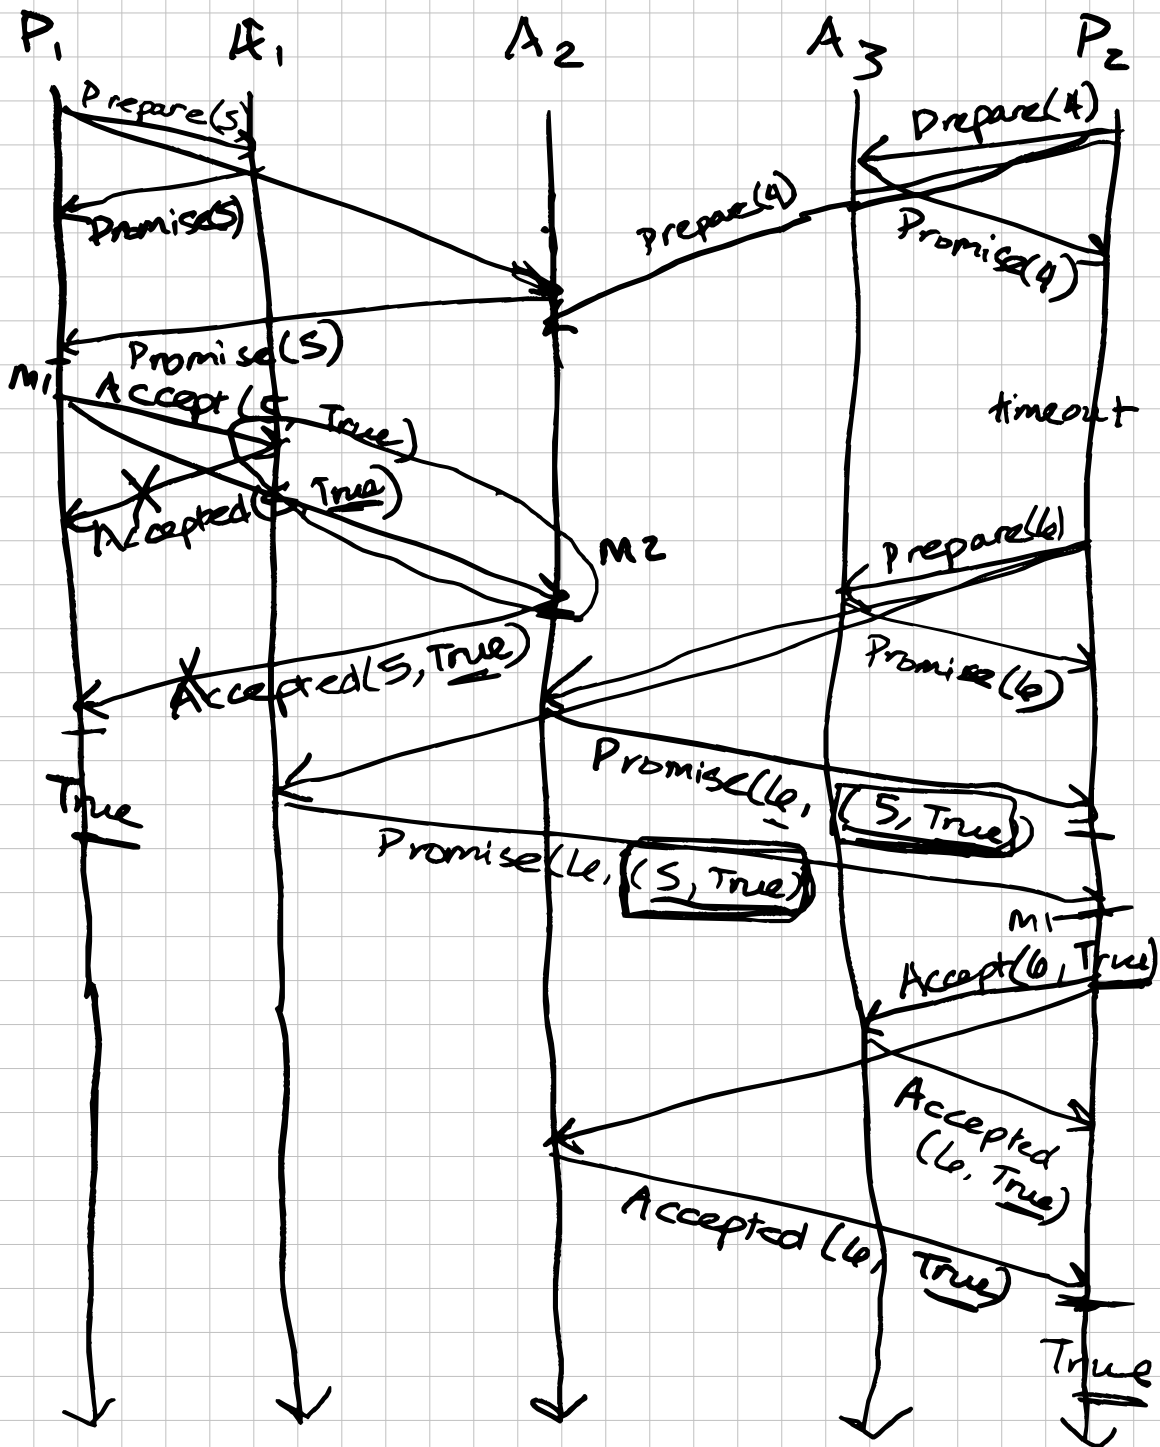 P1 A1 A2 A3 P2
Prepare(5)
Prepare(4)
Promise(5)
Prepare(4)
Promise(4)
Promise(5)
M1
Accept(5, True)
timeout
Accepted(5, True)
M2
Prepare(6)
Accepted(5, True)
Promise(6)
Promise(6, (5, True))
True
Promise(6, (5, True))
M1
Accept(6, True)
Accepted
(6, True)
Accepted (6, True)
True